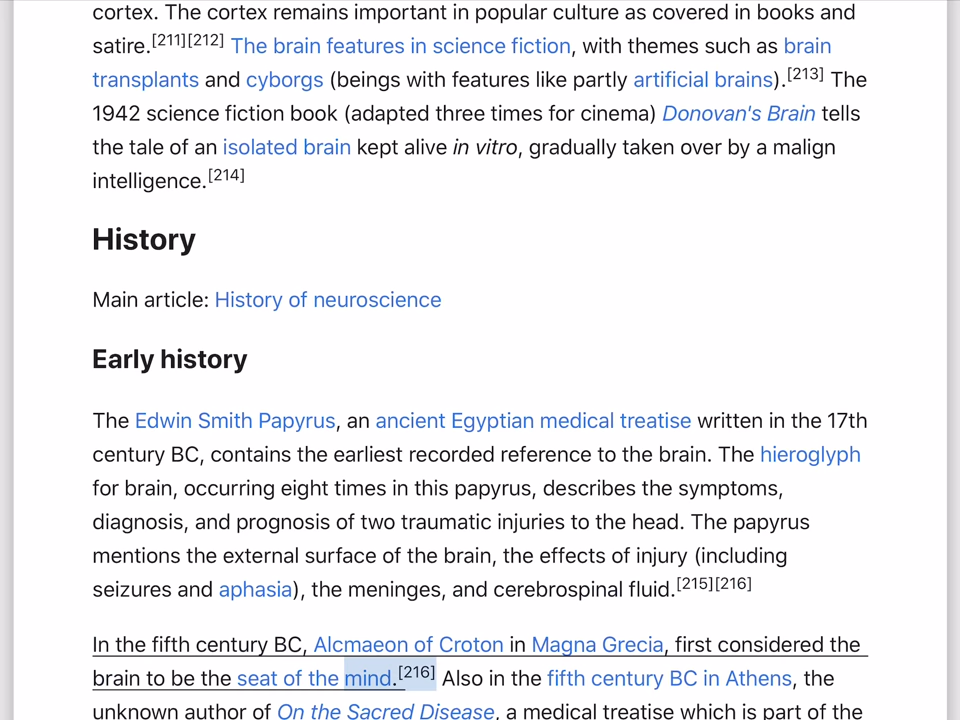 cortex. The cortex remains important in popular culture as covered in books and
satire.[211][212] The brain features in science fiction, with themes such as brain
transplants and cyborgs (beings with features like partly artificial brains).[213] The
1942 science fiction book (adapted three times for cinema) Donovan's Brain tells
the tale of an isolated brain kept alive in vitro, gradually taken over by a malign
intelligence.[214]
History
Main article: History of neuroscience
Early history
The Edwin Smith Papyrus, an ancient Egyptian medical treatise written in the 17th
century BC, contains the earliest recorded reference to the brain. The hieroglyph
for brain, occurring eight times in this papyrus, describes the symptoms,
diagnosis, and prognosis of two traumatic injuries to the head. The papyrus
mentions the external surface of the brain, the effects of injury (including
seizures and aphasia), the meninges, and cerebrospinal fluid.[215][216]
In the fifth century BC, Alcmaeon of Croton in Magna Grecia, first considered the
brain to be the seat of the mind.[216] Also in the fifth century BC in Athens, the
unknown author of On the Sacred Disease, a medical treatise which is part of the